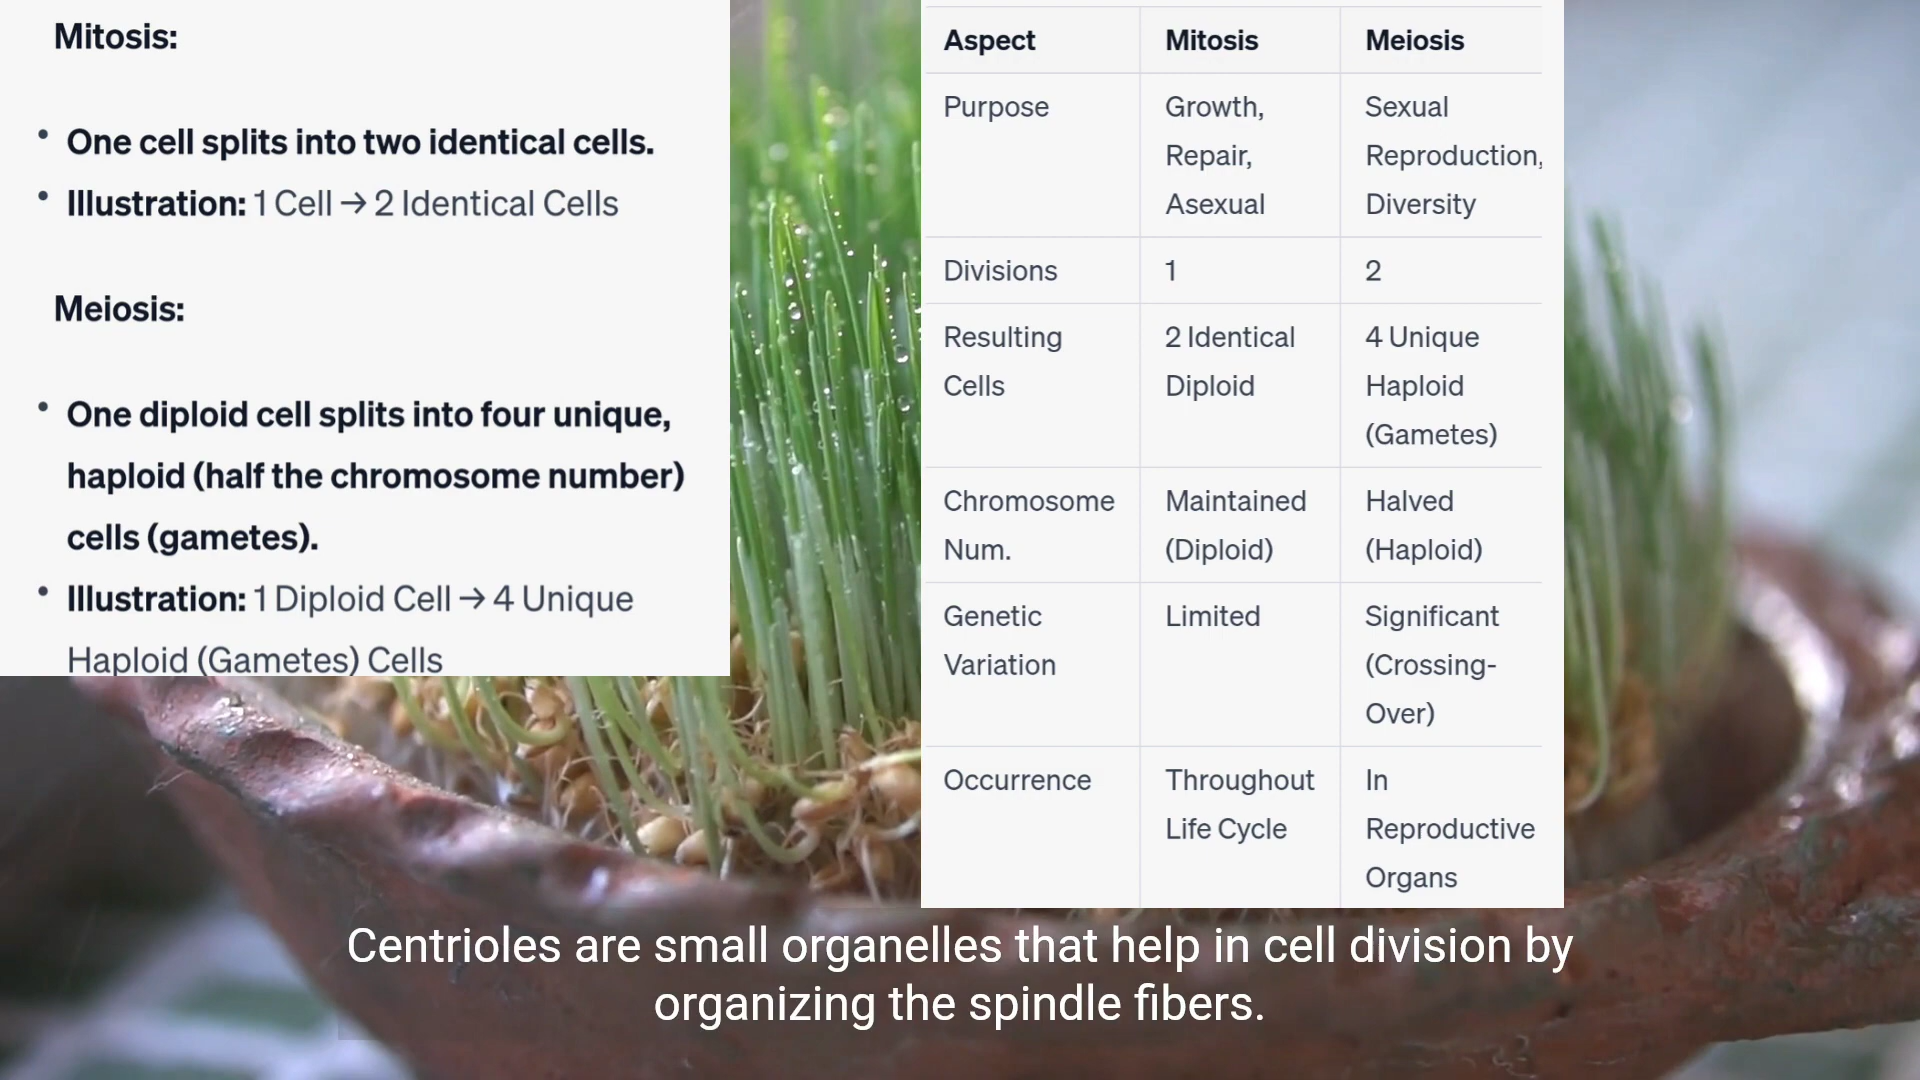 Mitosis:
• One cell splits into two identical cells.
• Illustration: 1 Cell → 2 Identical Cells
Meiosis:
• One diploid cell splits into four unique,
haploid (half the chromosome number)
cells (gametes).
• Illustration: 1 Diploid Cell → 4 Unique
Haploid (Gametes) Cells
Aspect Mitosis Meiosis
Purpose Growth, Sexual
Repair, Reproduction,
Asexual Diversity
Divisions 1 2
Resulting 2 Identical 4 Unique
Cells Diploid Haploid
(Gametes)
Chromosome Maintained Halved
Num. (Diploid) (Haploid)
Genetic Limited Significant
Variation (Crossing-
Over)
Occurrence Throughout In
Life Cycle Reproductive
Organs
Centrioles are small organelles that help in cell division by
organizing the spindle fibers.